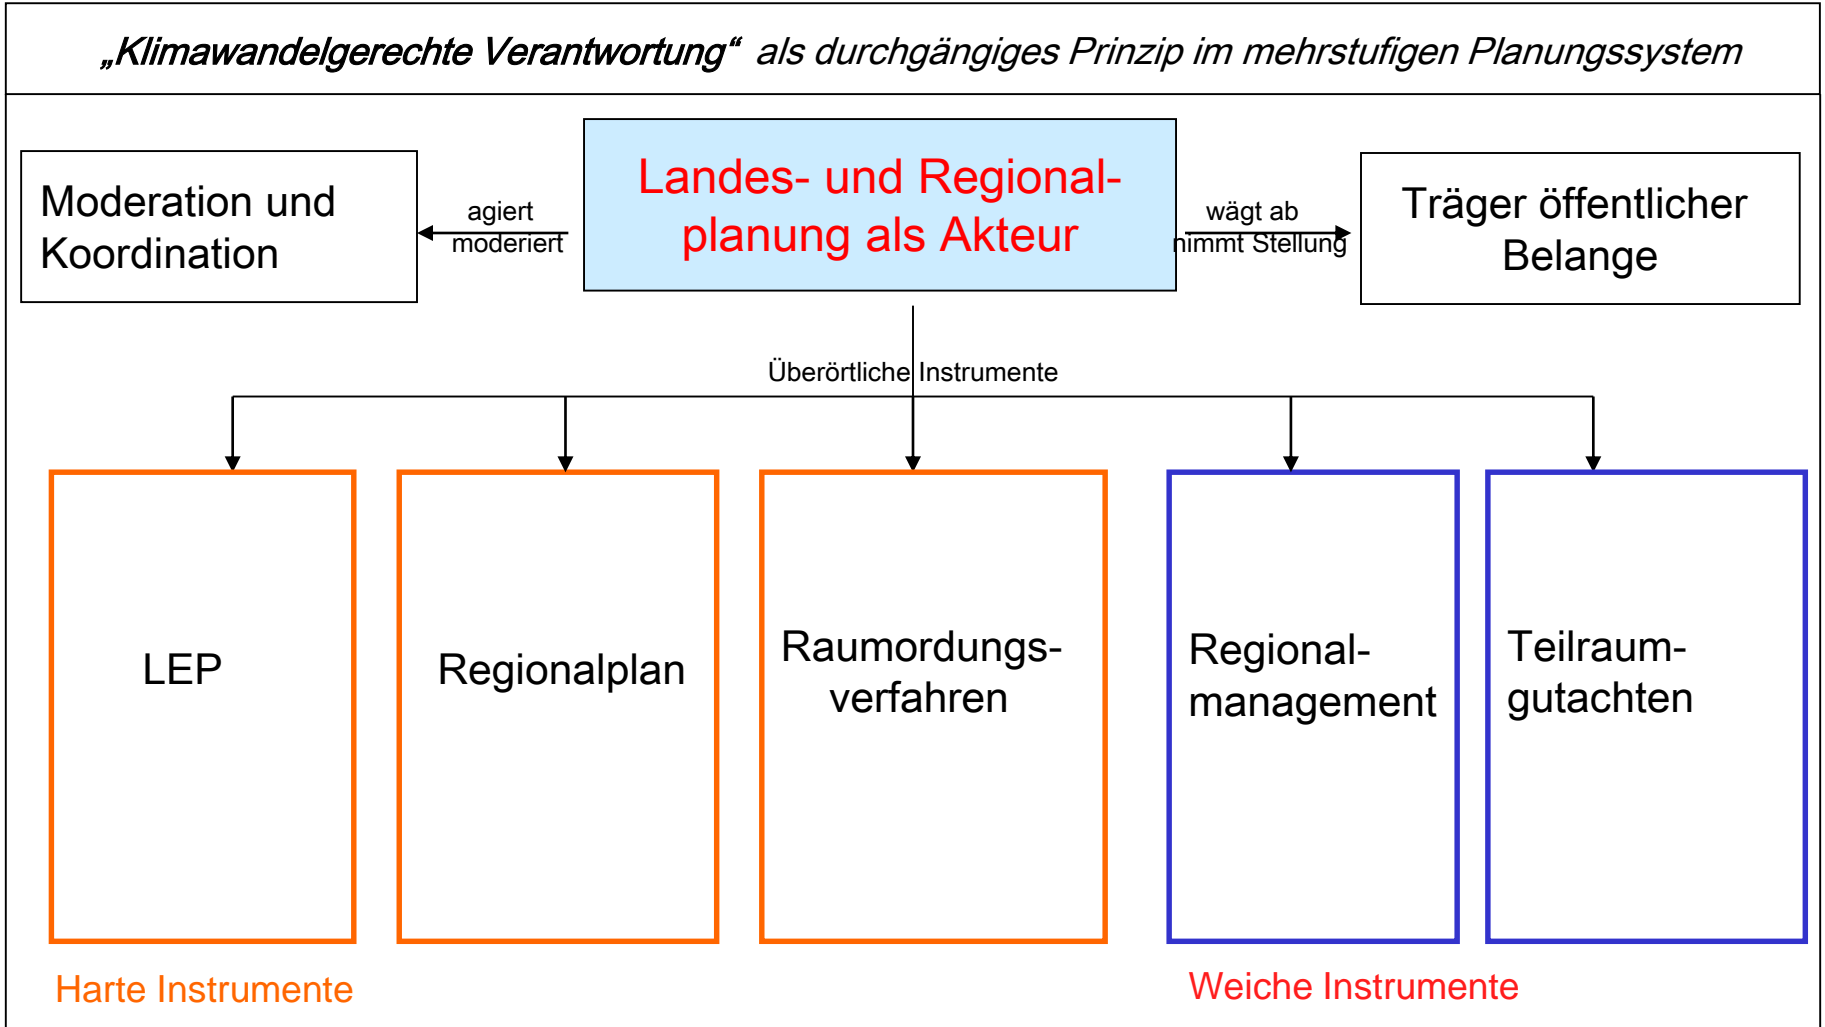 „Klimawandelgerechte Verantwortung“ als durchgängiges Prinzip im mehrstufigen Planungssystem
Moderation und
Koordination
agiert
moderiert
Landes- und Regional-
planung als Akteur
wägt ab
nimmt Stellung
Träger öffentlicher
Belange
Überörtliche Instrumente
LEP
Regionalplan
Raumordungs-
verfahren
Regional-
management
Teilraum-
gutachten
Harte Instrumente
Weiche Instrumente